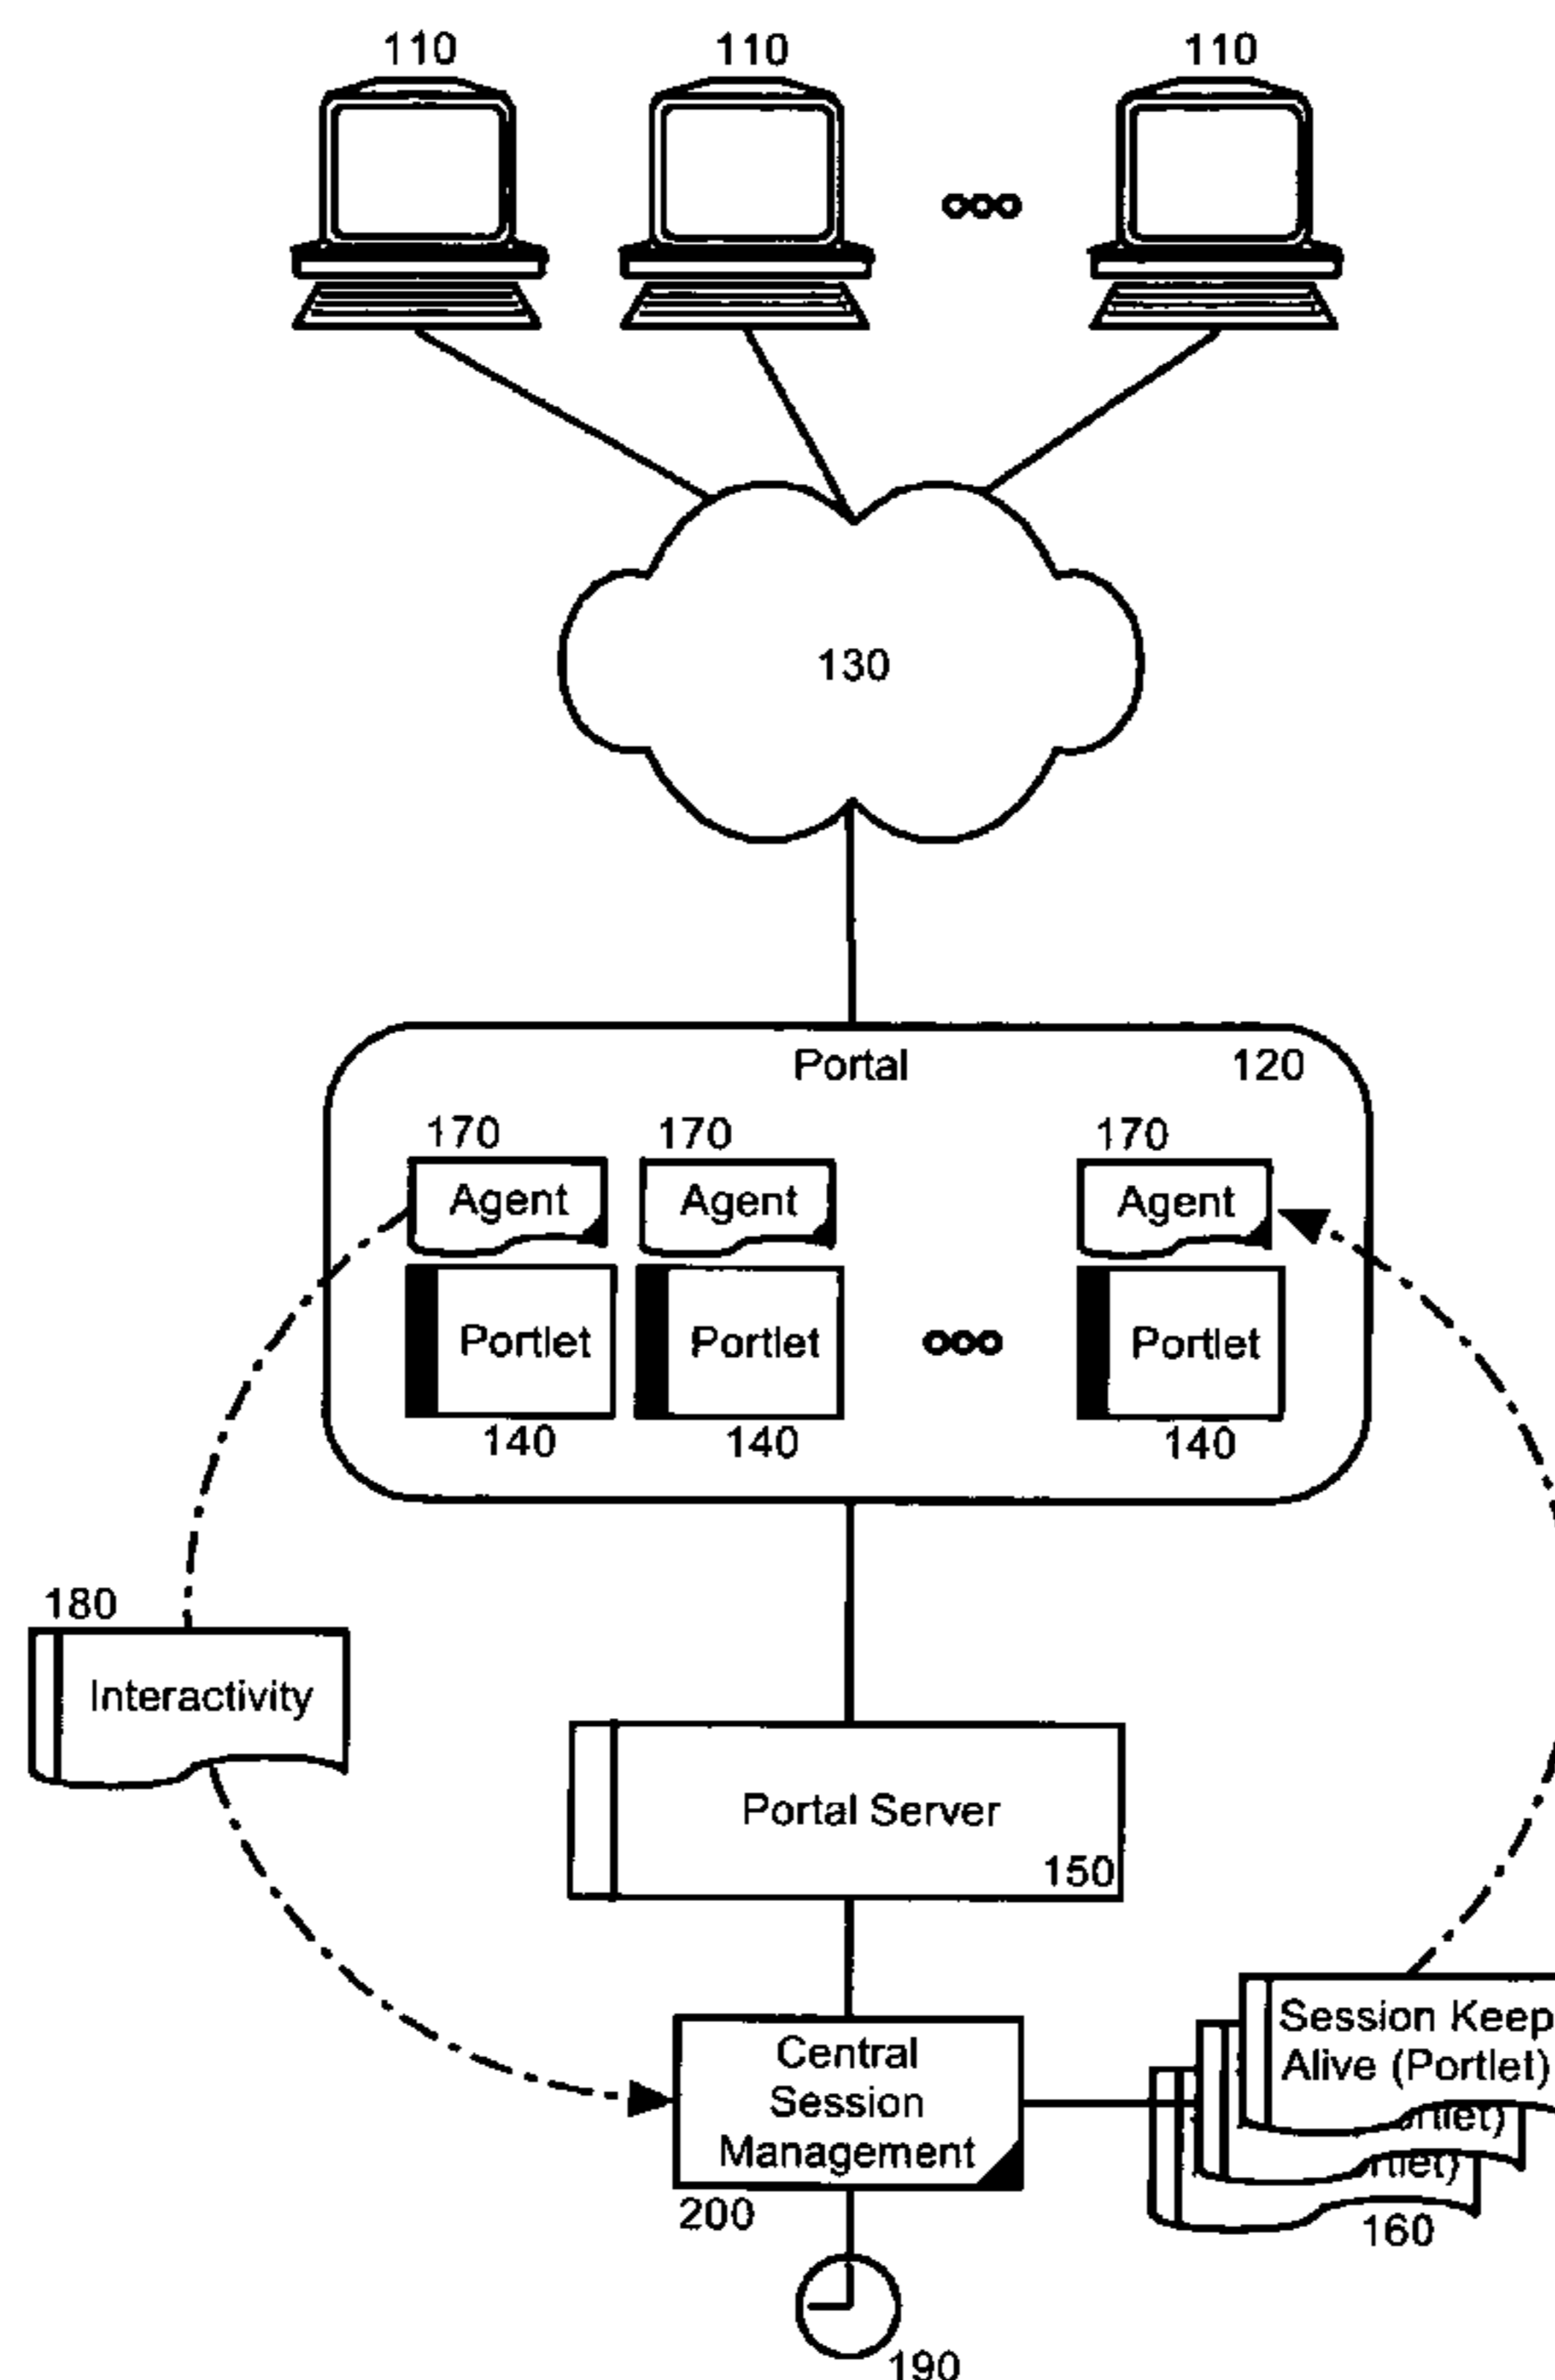 110 110 110
130
Portal 120
170 170 170
Agent Agent Agent
Portlet Portlet Portlet
140 140 140
180
Interactivity
Portal Server
150
Central
Session
Management
200
Session Keep
Alive (Portlet)
160
190